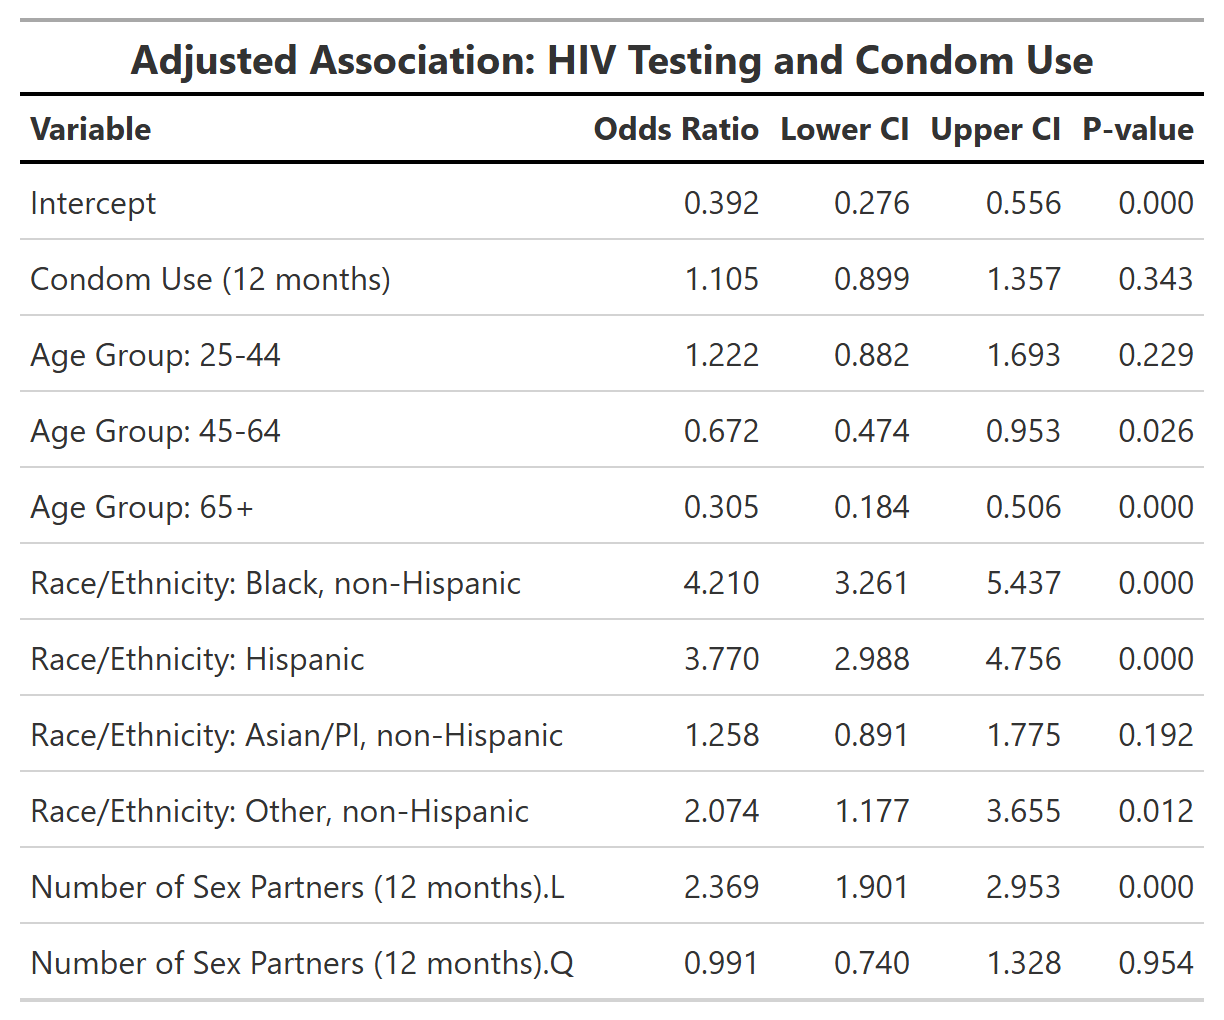 Adjusted Association: HIV Testing and Condom Use
Variable Odds Ratio Lower CI Upper CI P-value
Intercept 0.392 0.276 0.556 0.000
Condom Use (12 months) 1.105 0.899 1.357 0.343
Age Group: 25-44 1.222 0.882 1.693 0.229
Age Group: 45-64 0.672 0.474 0.953 0.026
Age Group: 65+ 0.305 0.184 0.506 0.000
Race/Ethnicity: Black, non-Hispanic 4.210 3.261 5.437 0.000
Race/Ethnicity: Hispanic 3.770 2.988 4.756 0.000
Race/Ethnicity: Asian/PI, non-Hispanic 1.258 0.891 1.775 0.192
Race/Ethnicity: Other, non-Hispanic 2.074 1.177 3.655 0.012
Number of Sex Partners (12 months).L 2.369 1.901 2.953 0.000
Number of Sex Partners (12 months).Q 0.991 0.740 1.328 0.954